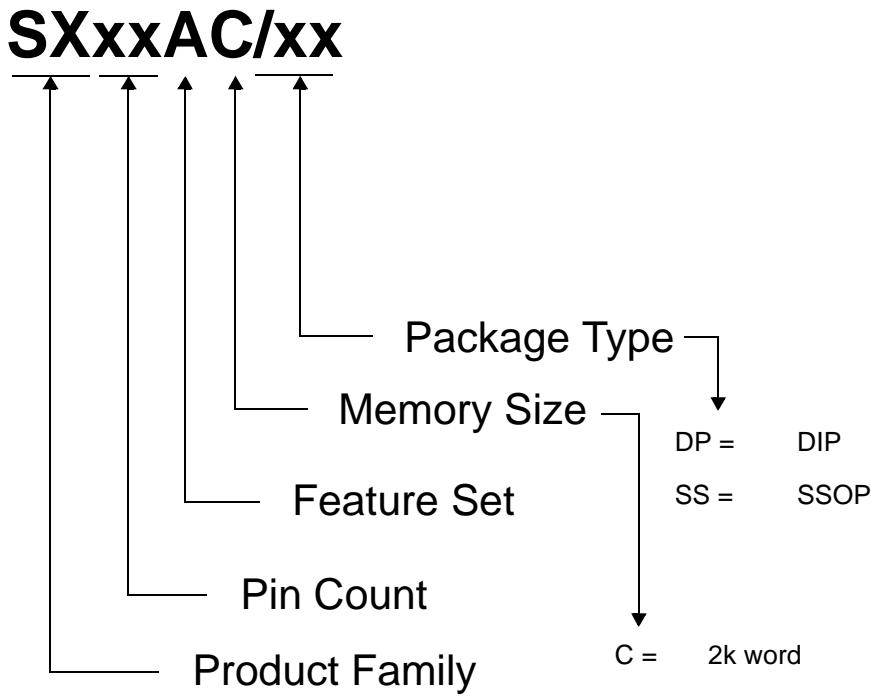 SXxxAC/xx
Package Type
Memory Size
DP = DIP
SS = SSOP
Feature Set
Pin Count
C = 2k word
Product Family